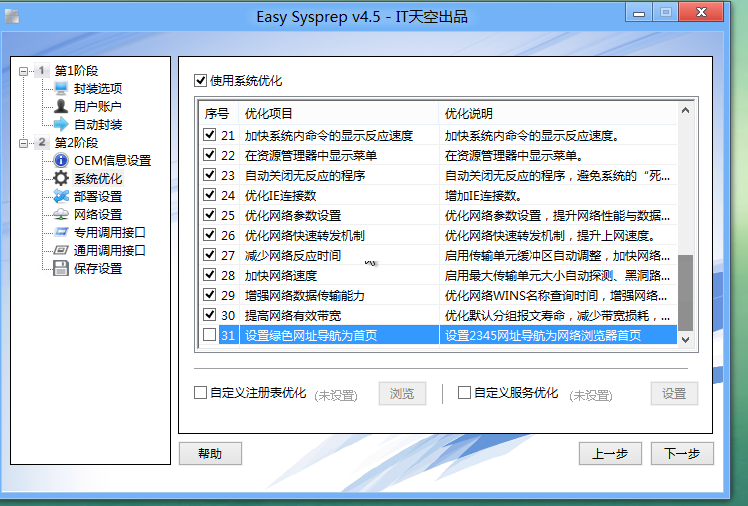 Easy Sysprep v4.5 - IT天空出品
1 第1阶段
封装选项
用户账户
自动封装
2 第2阶段
OEM信息设置
系统优化
部署设置
网络设置
专用调用接口
通用调用接口
保存设置
使用系统优化
序号 优化项目 优化说明
21 加快系统内命令的显示反应速度 加快系统内命令的显示反应速度。
22 在资源管理器中显示菜单 在资源管理器中显示菜单。
23 自动关闭无反应的程序 自动关闭无反应的程序，避免系统的“死...
24 优化IE连接数 增加IE连接数。
25 优化网络参数设置 优化网络参数设置，提升网络性能与数据...
26 优化网络快速转发机制 优化网络快速转发机制，提升上网速度。
27 减少网络反应时间 启用传输单元缓冲区自动调整，加快网络...
28 加快网络速度 启用最大传输单元大小自动探测、黑洞路...
29 增强网络数据传输能力 优化网络WINS名称查询时间，增强网络...
30 提高网络有效带宽 优化默认分组报文寿命，减少带宽损耗，...
31 设置绿色网址导航为首页 设置2345网址导航为网络浏览器首页
自定义注册表优化 (未设置) 浏览 自定义服务优化 (未设置) 设置
帮助 上一步 下一步